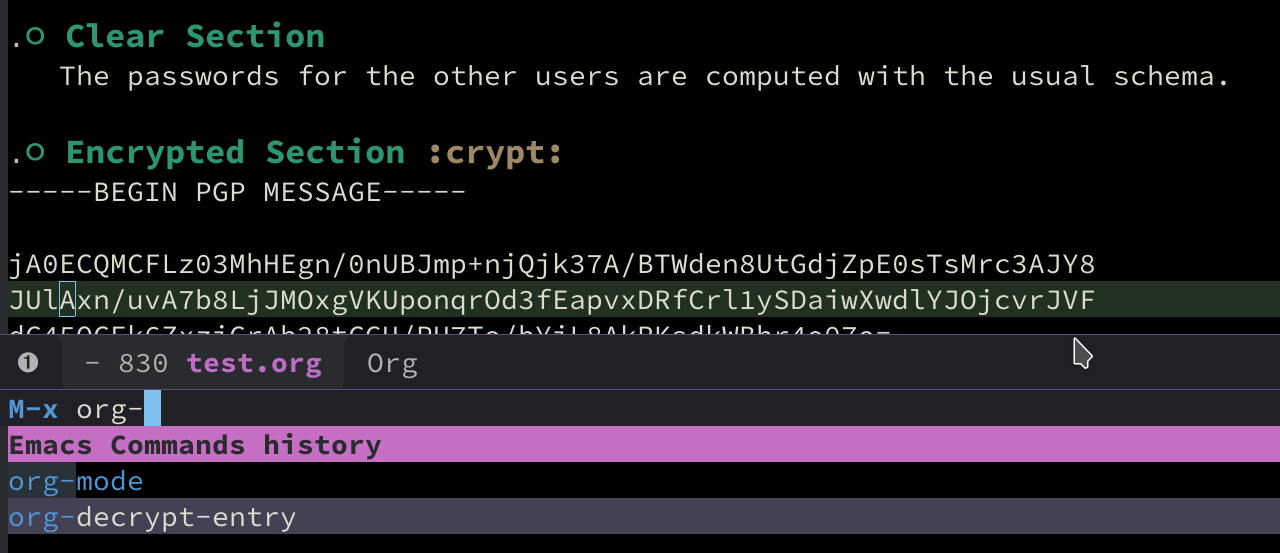 Clear Section
The passwords for the other users are computed with the usual schema.
Encrypted Section :crypt:
-----BEGIN PGP MESSAGE-----
jA0ECQMCFLz03MhHEgn/0nUBJmp+njQjk37A/BTWden8UtGdjZpE0sTsMrc3AJY8
JUlAxn/uvA7b8LjJMOxgVKUponqrOd3fEapvxDRfCrl1ySDaiwXwdlYJOjcvrJVF
❶ - 830 test.org Org
M-x org-
Emacs Commands history
org-mode
org-decrypt-entry